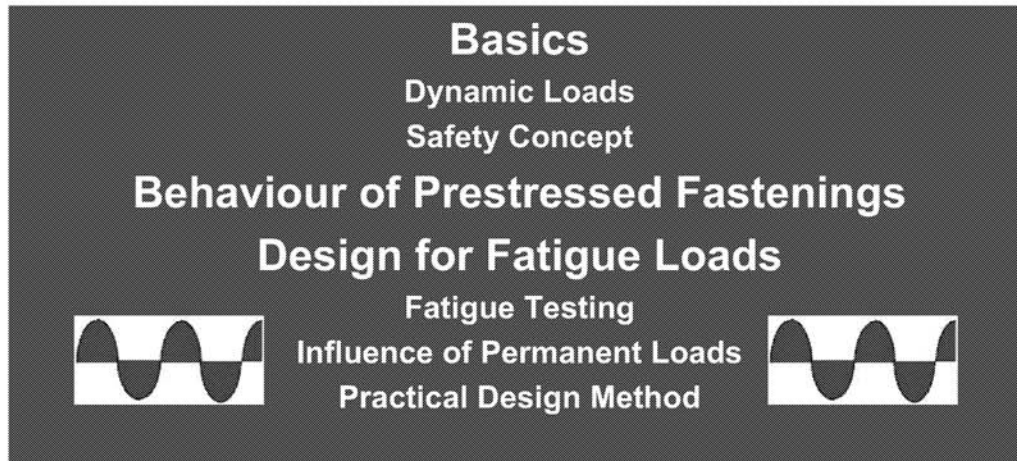 Basics
Dynamic Loads
Safety Concept
Behaviour of Prestressed Fastenings
Design for Fatigue Loads
Fatigue Testing
Influence of Permanent Loads
Practical Design Method